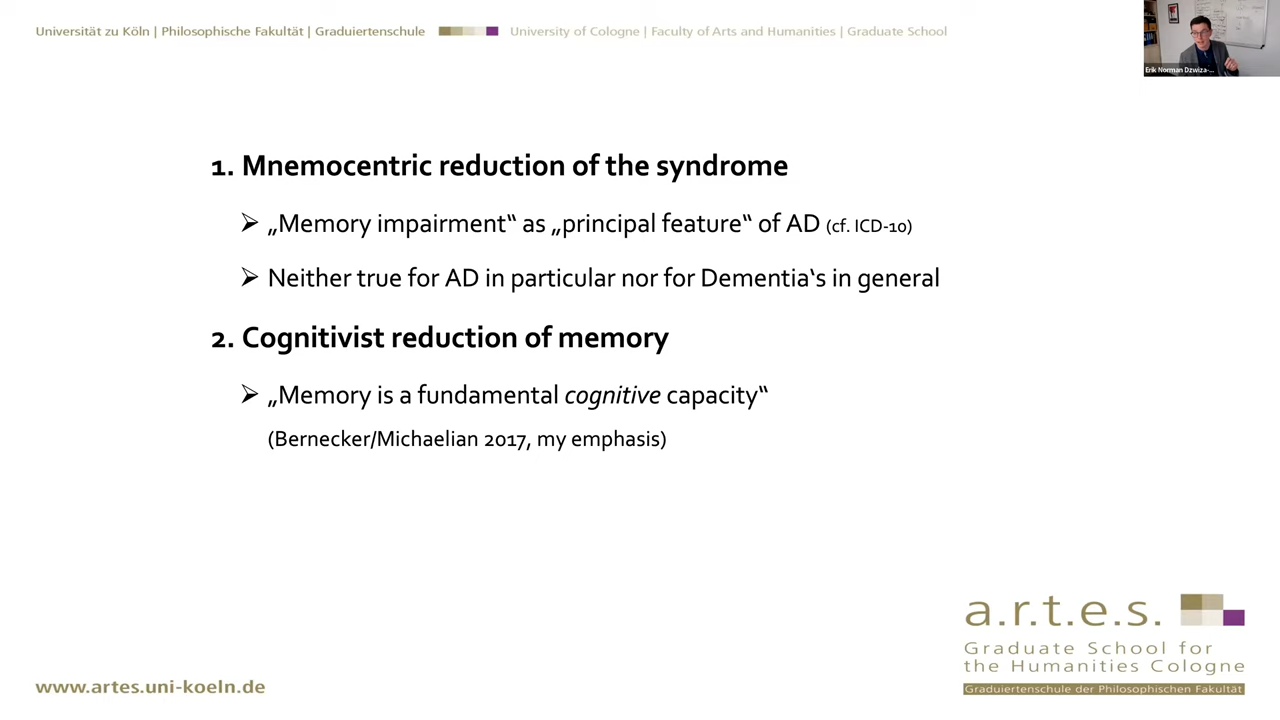 Universität zu Köln | Philosophische Fakultät | Graduiertenschule
University of Cologne | Faculty of Arts and Humanities | Graduate School
Erik Norman Dzwiza-...
1. Mnemocentric reduction of the syndrome
➢ „Memory impairment“ as „principal feature“ of AD (cf. ICD-10)
➢ Neither true for AD in particular nor for Dementia‘s in general
2. Cognitivist reduction of memory
➢ „Memory is a fundamental cognitive capacity“
(Bernecker/Michaelian 2017, my emphasis)
a.r.t.e.s.
Graduate School for
the Humanities Cologne
Graduiertenschule der Philosophischen Fakultät
www.artes.uni-koeln.de